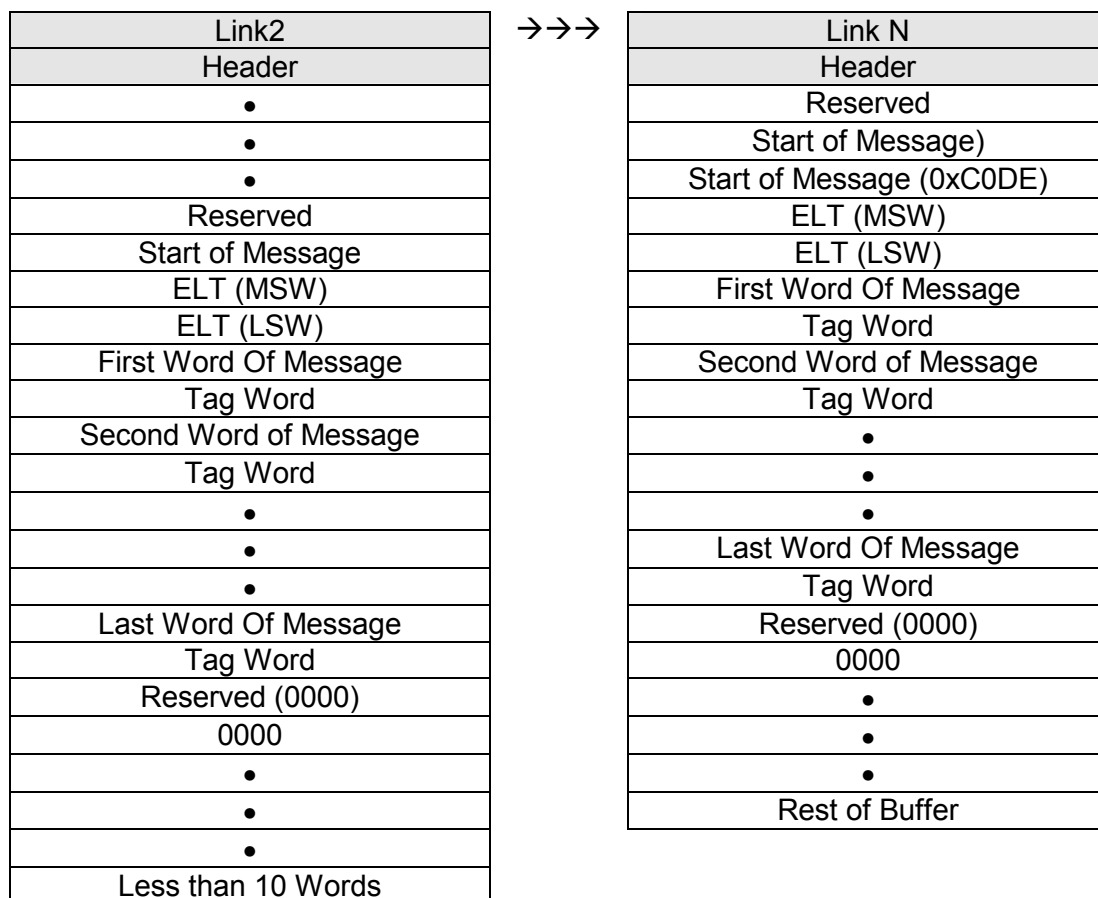 Link2
Header
•
•
•
Reserved
Start of Message
ELT (MSW)
ELT (LSW)
First Word Of Message
Tag Word
Second Word of Message
Tag Word
•
•
•
Last Word Of Message
Tag Word
Reserved (0000)
0000
•
•
•
Less than 10 Words
→→→
Link N
Header
Reserved
Start of Message)
Start of Message (0xC0DE)
ELT (MSW)
ELT (LSW)
First Word Of Message
Tag Word
Second Word of Message
Tag Word
•
•
•
Last Word Of Message
Tag Word
Reserved (0000)
0000
•
•
•
Rest of Buffer